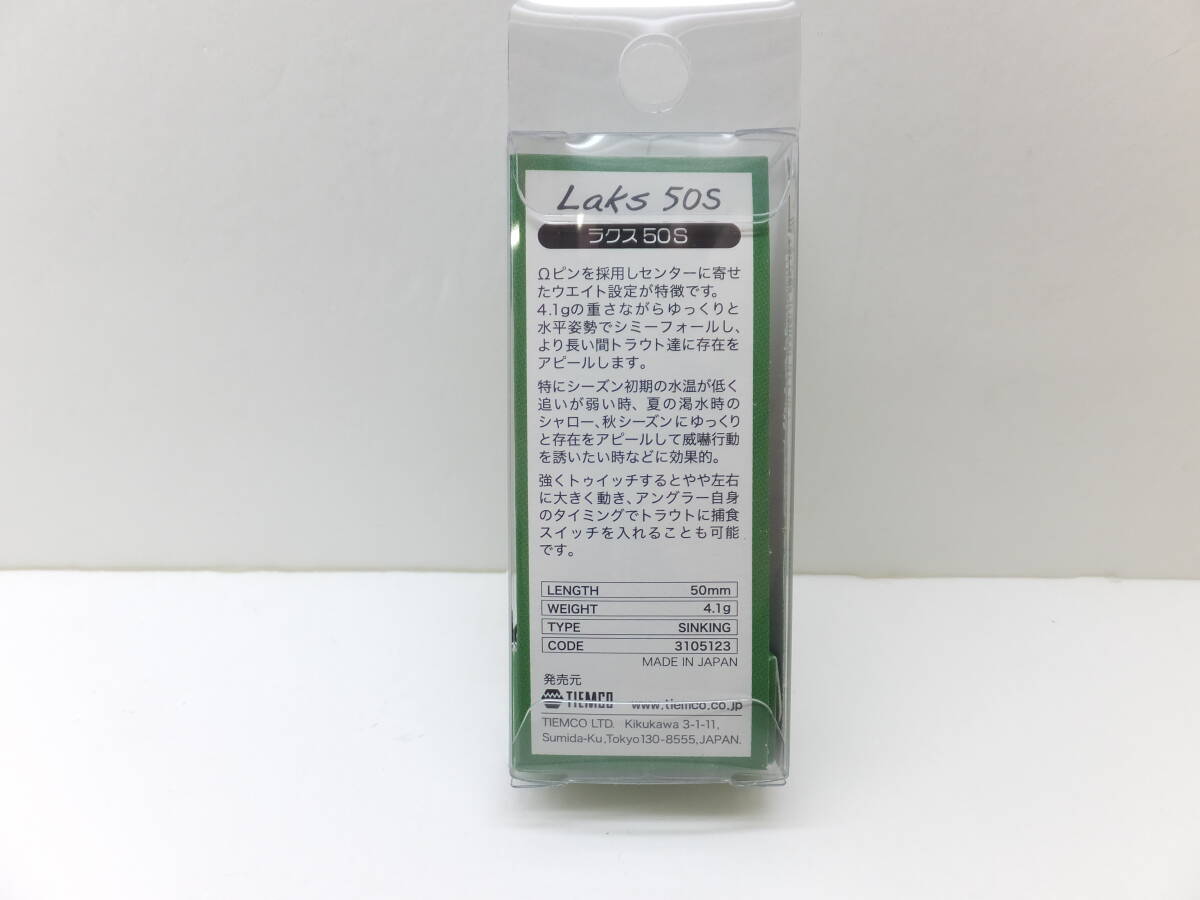 Laks 50S
ラクス50S
Ωピンを採用しセンターに寄せ
たウエイト設定が特徴です。
4.1gの重さながらゆっくりと
水平姿勢でシミーフォールし、
より長い間トラウト達に存在を
アピールします。
特にシーズン初期の水温が低く
追いが弱い時、夏の渇水時の
シャロー、秋シーズンにゆっくり
と存在をアピールして威嚇行動
を誘いたい時などに効果的。
強くトゥイッチするとやや左右
に大きく動き、アングラー自身
のタイミングでトラウトに捕食
スイッチを入れることも可能
です。
LENGTH 50mm
WEIGHT 4.1g
TYPE SINKING
CODE 3105123
MADE IN JAPAN
発売元
TIEMCO www.tiemco.co.jp
TIEMCO LTD. Kikukawa 3-1-11,
Sumida-Ku,Tokyo130-8555,JAPAN.